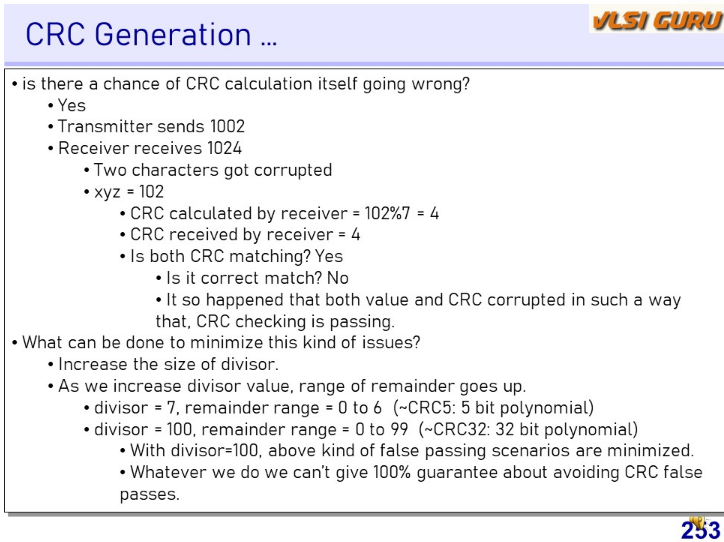 CRC Generation ...
VLSI GURU
• is there a chance of CRC calculation itself going wrong?
• Yes
• Transmitter sends 1002
• Receiver receives 1024
• Two characters got corrupted
• xyz = 102
• CRC calculated by receiver = 102%7 = 4
• CRC received by receiver = 4
• Is both CRC matching? Yes
• Is it correct match? No
• It so happened that both value and CRC corrupted in such a way
that, CRC checking is passing.
• What can be done to minimize this kind of issues?
• Increase the size of divisor.
• As we increase divisor value, range of remainder goes up.
• divisor = 7, remainder range = 0 to 6 (~CRC5: 5 bit polynomial)
• divisor = 100, remainder range = 0 to 99 (~CRC32: 32 bit polynomial)
• With divisor=100, above kind of false passing scenarios are minimized.
• Whatever we do we can't give 100% guarantee about avoiding CRC false
passes.
253